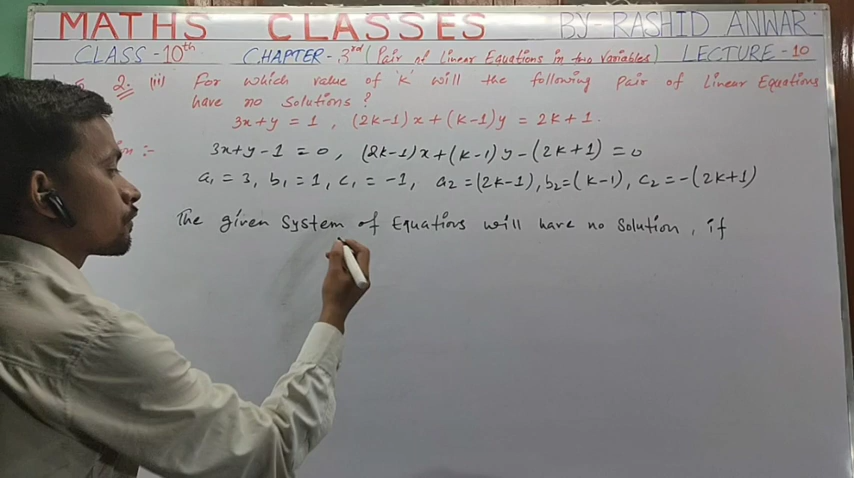 MATHS CLASSES BY-RASHID ANWAR
CLASS-10th CHAPTER-3rd (Pair of Linear Equations in two Variables) LECTURE-10
2. (ii) For which value of 'k' will the following pair of Linear Equations
have no Solutions?
3x+y = 1, (2k-1)x+(k-1)y = 2k+1.
:- 3x+y-1 = 0, (2k-1)x+(k-1)y-(2k+1) = 0
a₁ = 3, b₁ = 1, c₁ = -1, a₂ = (2k-1), b₂ = (k-1), c₂ = -(2k+1)
The given System of Equations will have no Solution, if